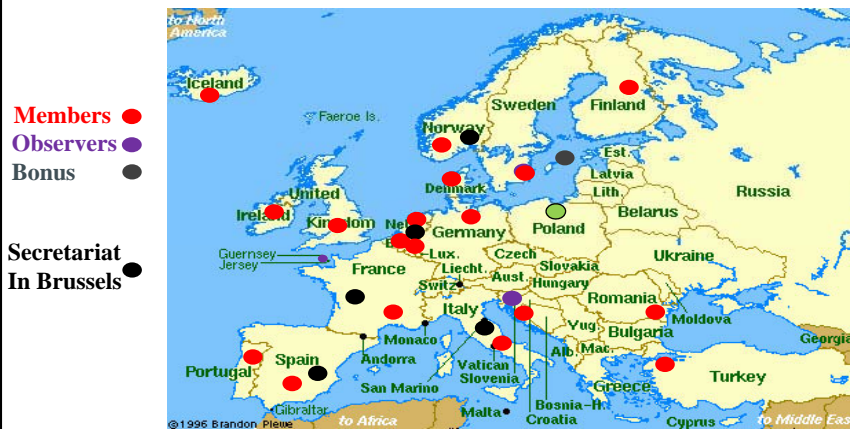 Members
Observers
Bonus
Secretariat
In Brussels
to North
America
Iceland
Faeroe Is.
Norway
Sweden
Finland
Est.
Latvia
Lith.
Denmark
Russia
United
Kingdom
Ireland
Belarus
Poland
Germany
Guernsey
Jersey
Lux.
Czech
Ukraine
France
Liecht.
Slovakia
Aust.
Hungary
Switz
Romania
Moldova
Italy
Monaco
Yug.
Bulgaria
Georgia
Andorra
Alb.
Mac.
Portugal
Spain
Vatican
Slovenia
San Marino
Greece
Turkey
Gibraltar
Bosnia-H
Croatia
Malta
Cyprus
©1996 Brandon Plewe
to Africa
to Middle Eas